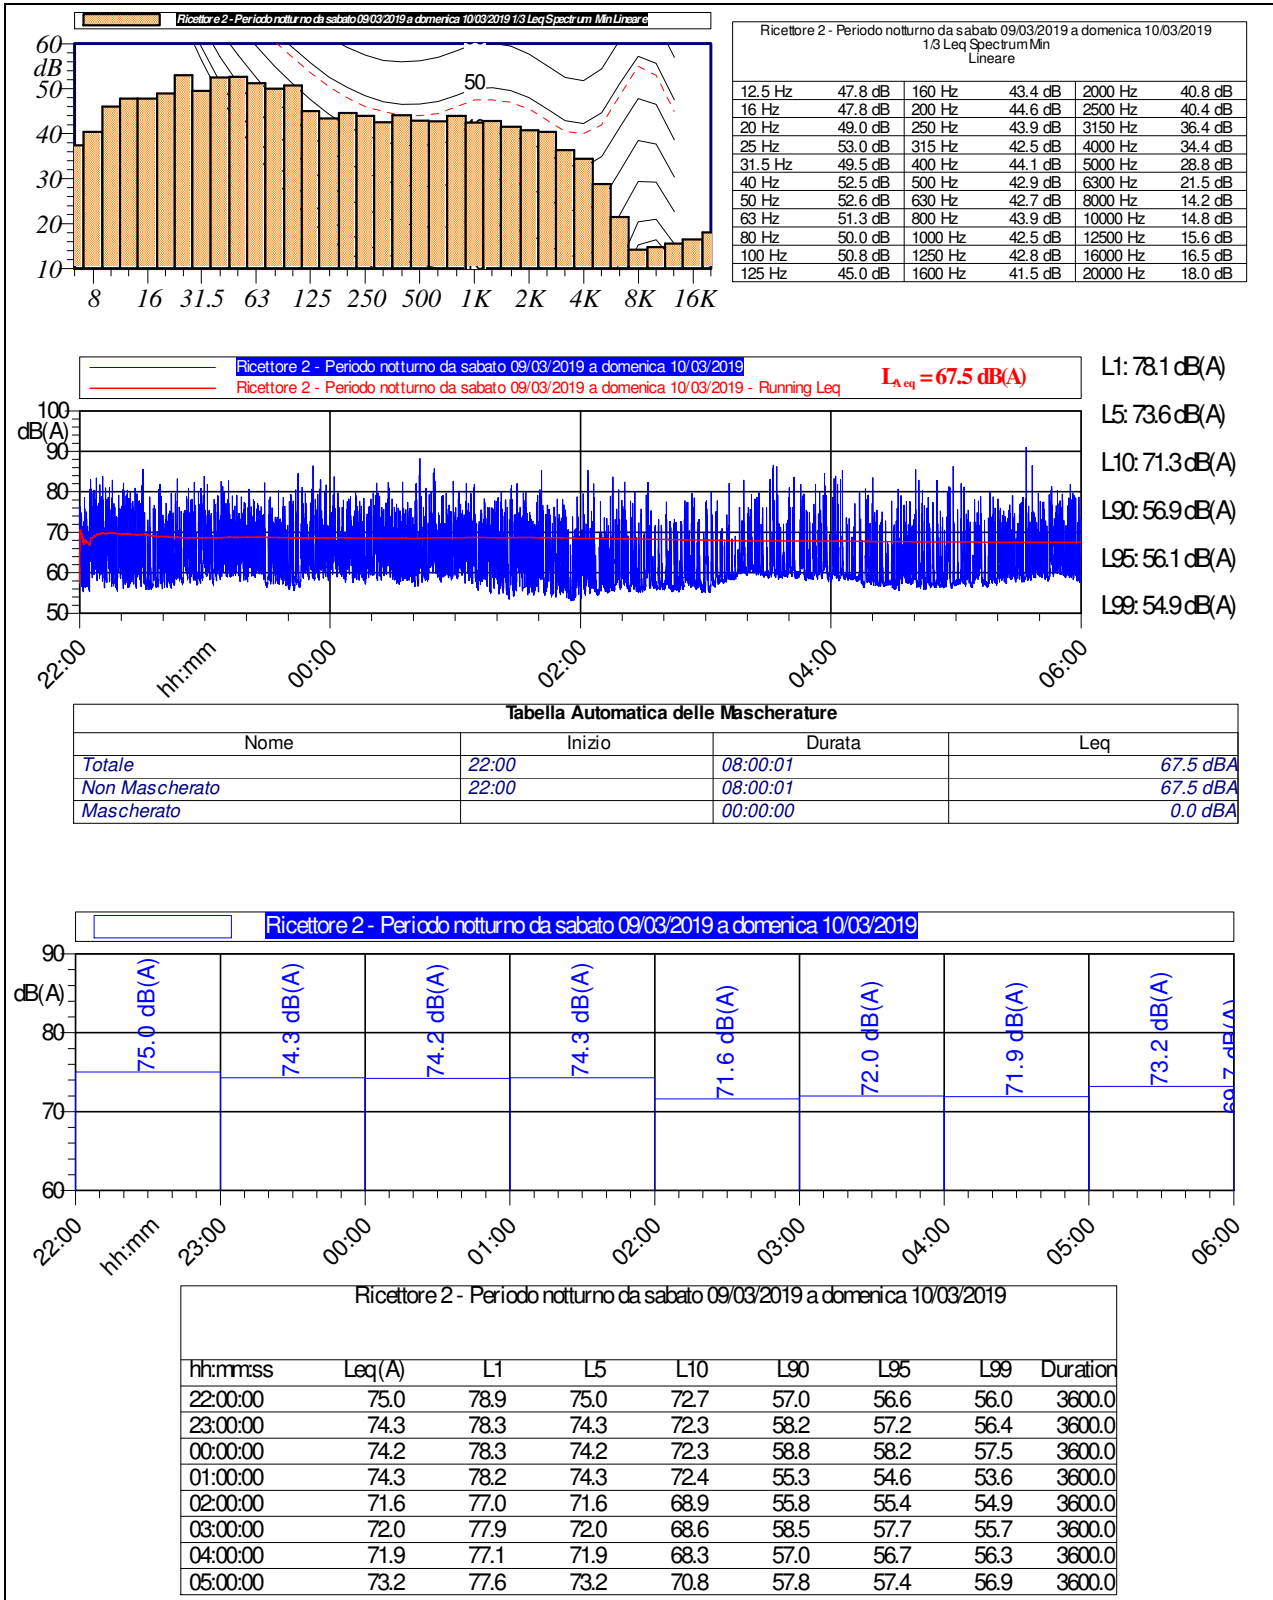 Ricettore 2 - Periodo notturno da sabato 09/03/2019 a domenica 10/03/2019 1/3 Leq Spectrum Min Lineare
60
dB
50
40
30
20
10
50
8 16 31.5 63 125 250 500 1K 2K 4K 8K 16K
Ricettore 2 - Periodo notturno da sabato 09/03/2019 a domenica 10/03/2019
1/3 Leq Spectrum Min
Lineare
12.5 Hz 47.8 dB 160 Hz 43.4 dB 2000 Hz 40.8 dB
16 Hz 47.8 dB 200 Hz 44.6 dB 2500 Hz 40.4 dB
20 Hz 49.0 dB 250 Hz 43.9 dB 3150 Hz 36.4 dB
25 Hz 53.0 dB 315 Hz 42.5 dB 4000 Hz 34.4 dB
31.5 Hz 49.5 dB 400 Hz 44.1 dB 5000 Hz 28.8 dB
40 Hz 52.5 dB 500 Hz 42.9 dB 6300 Hz 21.5 dB
50 Hz 52.6 dB 630 Hz 42.7 dB 8000 Hz 14.2 dB
63 Hz 51.3 dB 800 Hz 43.9 dB 10000 Hz 14.8 dB
80 Hz 50.0 dB 1000 Hz 42.5 dB 12500 Hz 15.6 dB
100 Hz 50.8 dB 1250 Hz 42.8 dB 16000 Hz 16.5 dB
125 Hz 45.0 dB 1600 Hz 41.5 dB 20000 Hz 18.0 dB
Ricettore 2 - Periodo notturno da sabato 09/03/2019 a domenica 10/03/2019
Ricettore 2 - Periodo notturno da sabato 09/03/2019 a domenica 10/03/2019 - Running Leq
LA eq = 67.5 dB(A)
100
dB(A)
90
80
70
60
50
22:00 hh:mm 00:00 02:00 04:00 06:00
L1: 78.1 dB(A)
L5: 73.6 dB(A)
L10: 71.3 dB(A)
L90: 56.9 dB(A)
L95: 56.1 dB(A)
L99: 54.9 dB(A)
Tabella Automatica delle Mascherature
Nome Inizio Durata Leq
Totale 22:00 08:00:01 67.5 dBA
Non Mascherato 22:00 08:00:01 67.5 dBA
Mascherato 00:00:00 0.0 dBA
Ricettore 2 - Periodo notturno da sabato 09/03/2019 a domenica 10/03/2019
90
dB(A)
80
70
60
75.0 dB(A) 74.3 dB(A) 74.2 dB(A) 74.3 dB(A) 71.6 dB(A) 72.0 dB(A) 71.9 dB(A) 73.2 dB(A) 69.7 dB(A)
22:00 hh:mm 23:00 00:00 01:00 02:00 03:00 04:00 05:00 06:00
Ricettore 2 - Periodo notturno da sabato 09/03/2019 a domenica 10/03/2019
hh:mm:ss Leq(A) L1 L5 L10 L90 L95 L99 Duration
22:00:00 75.0 78.9 75.0 72.7 57.0 56.6 56.0 3600.0
23:00:00 74.3 78.3 74.3 72.3 58.2 57.2 56.4 3600.0
00:00:00 74.2 78.3 74.2 72.3 58.8 58.2 57.5 3600.0
01:00:00 74.3 78.2 74.3 72.4 55.3 54.6 53.6 3600.0
02:00:00 71.6 77.0 71.6 68.9 55.8 55.4 54.9 3600.0
03:00:00 72.0 77.9 72.0 68.6 58.5 57.7 55.7 3600.0
04:00:00 71.9 77.1 71.9 68.3 57.0 56.7 56.3 3600.0
05:00:00 73.2 77.6 73.2 70.8 57.8 57.4 56.9 3600.0